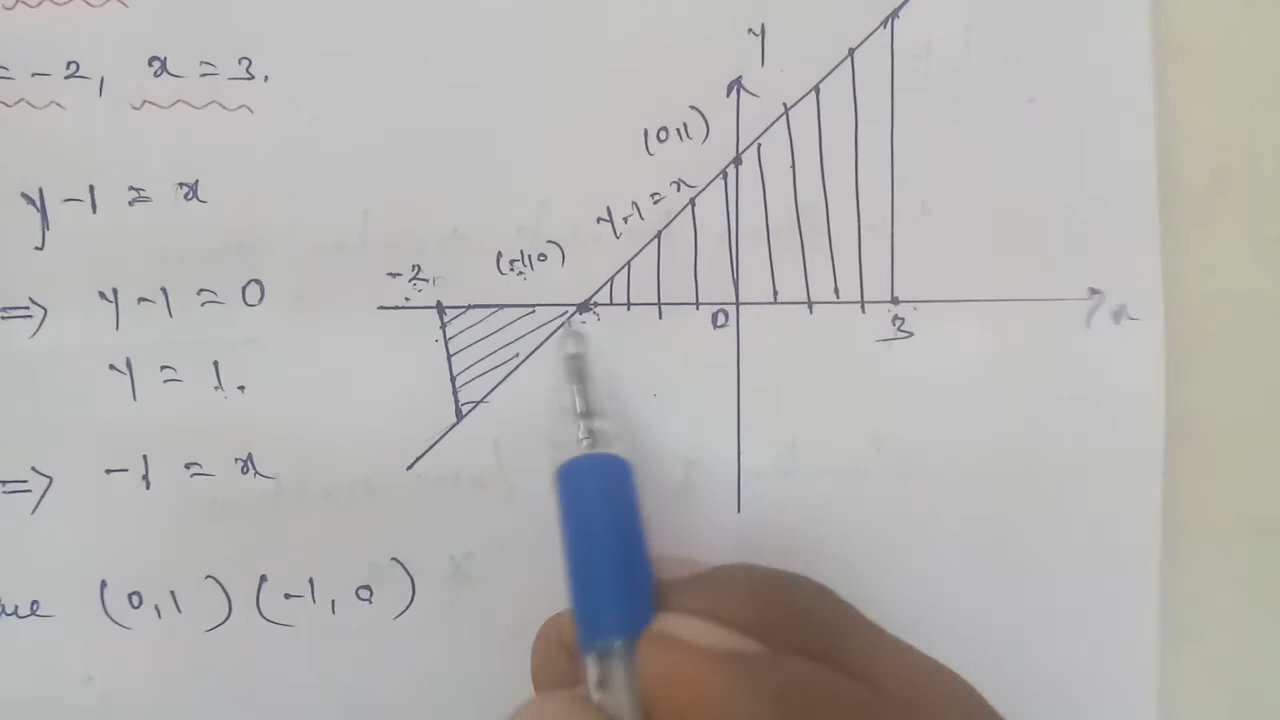 = -2, x = 3.
y - 1 = x
⇒ y - 1 = 0
y = 1.
⇒ -1 = x
(0,1) (-1, 0)
y
(0,1)
y-1 = x
(-1,0)
-2
0
3
x